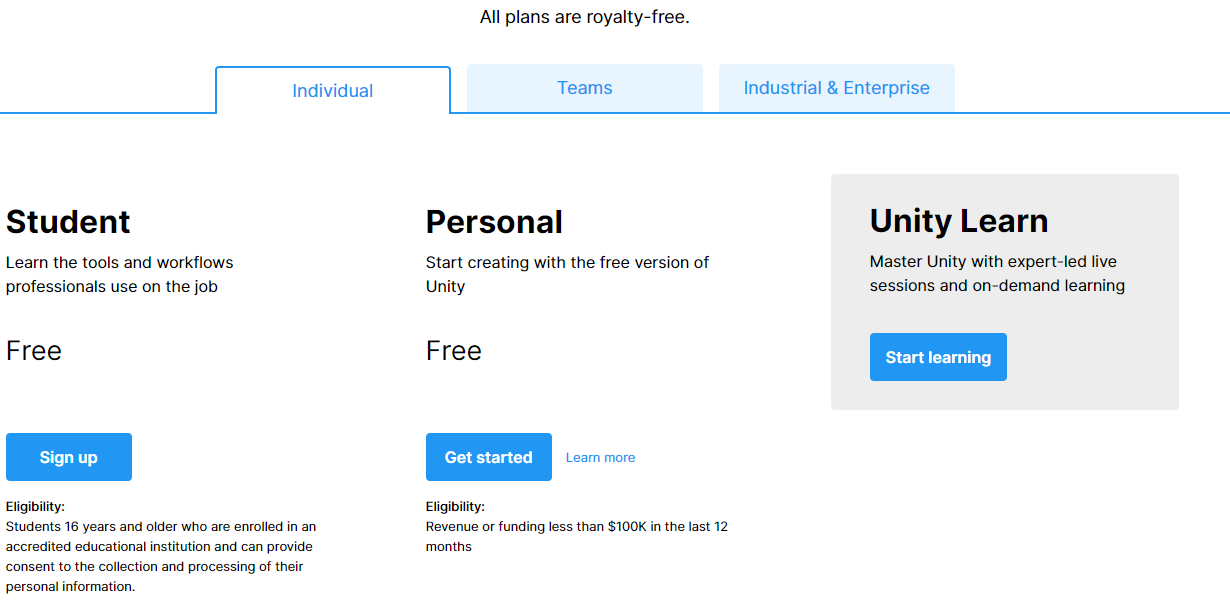 All plans are royalty-free.
Individual
Teams
Industrial & Enterprise
Student
Learn the tools and workflows
professionals use on the job
Free
Sign up
Eligibility:
Students 16 years and older who are enrolled in an
accredited educational institution and can provide
consent to the collection and processing of their
personal information.
Personal
Start creating with the free version of
Unity
Free
Get started
Learn more
Eligibility:
Revenue or funding less than $100K in the last 12
months
Unity Learn
Master Unity with expert-led live
sessions and on-demand learning
Start learning